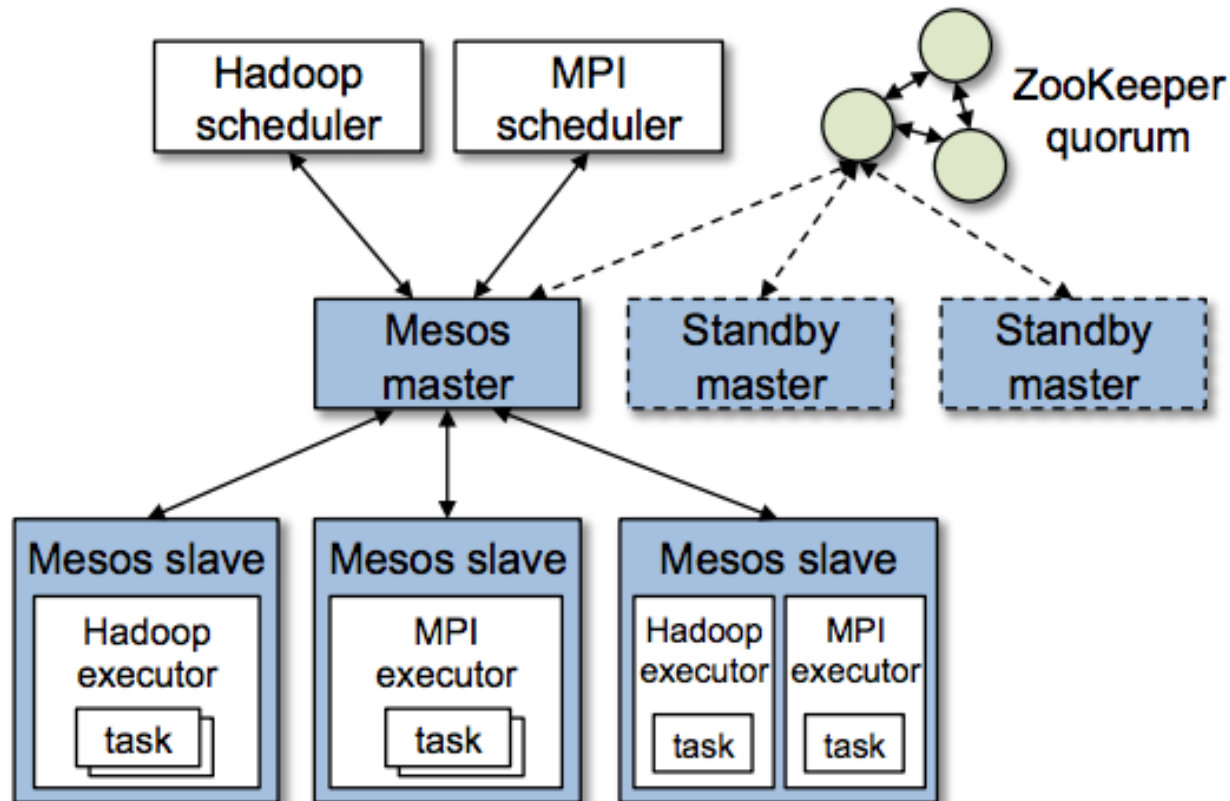 Hadoop
scheduler
MPI
scheduler
ZooKeeper
quorum
Mesos
master
Standby
master
Standby
master
Mesos slave
Hadoop
executor
task
Mesos slave
MPI
executor
task
Mesos slave
Hadoop
executor
task
MPI
executor
task